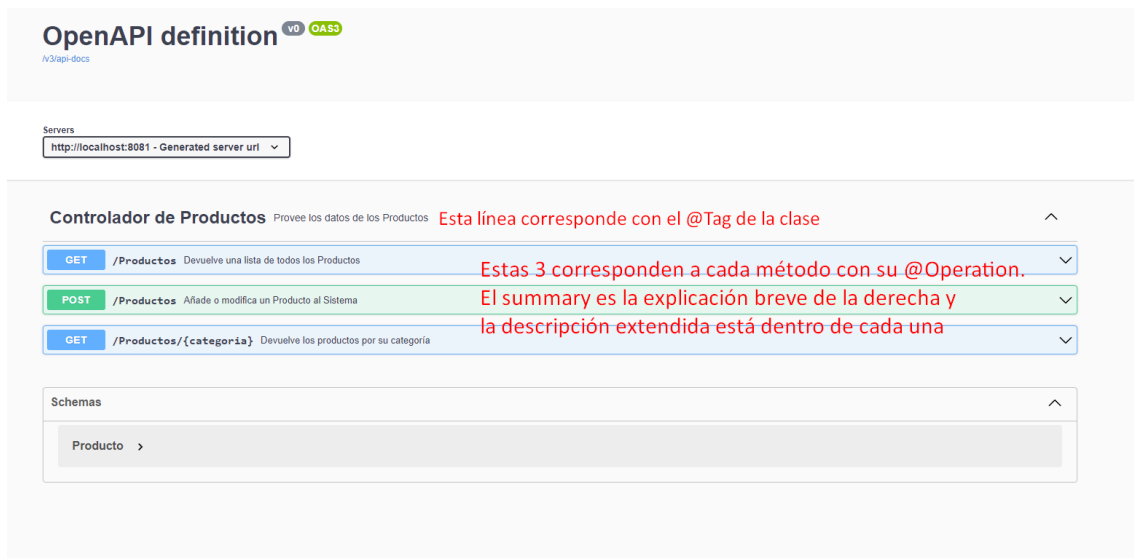 OpenAPI definition v0 OAS3
/v3/api-docs
Servers
http://localhost:8081 - Generated server url
Controlador de Productos Provee los datos de los Productos Esta línea corresponde con el @Tag de la clase
GET /Productos Devuelve una lista de todos los Productos
Estas 3 corresponden a cada método con su @Operation.
POST /Productos Añade o modifica un Producto al Sistema
El summary es la explicación breve de la derecha y
la descripción extendida está dentro de cada una
GET /Productos/{categoria} Devuelve los productos por su categoría
Schemas
Producto